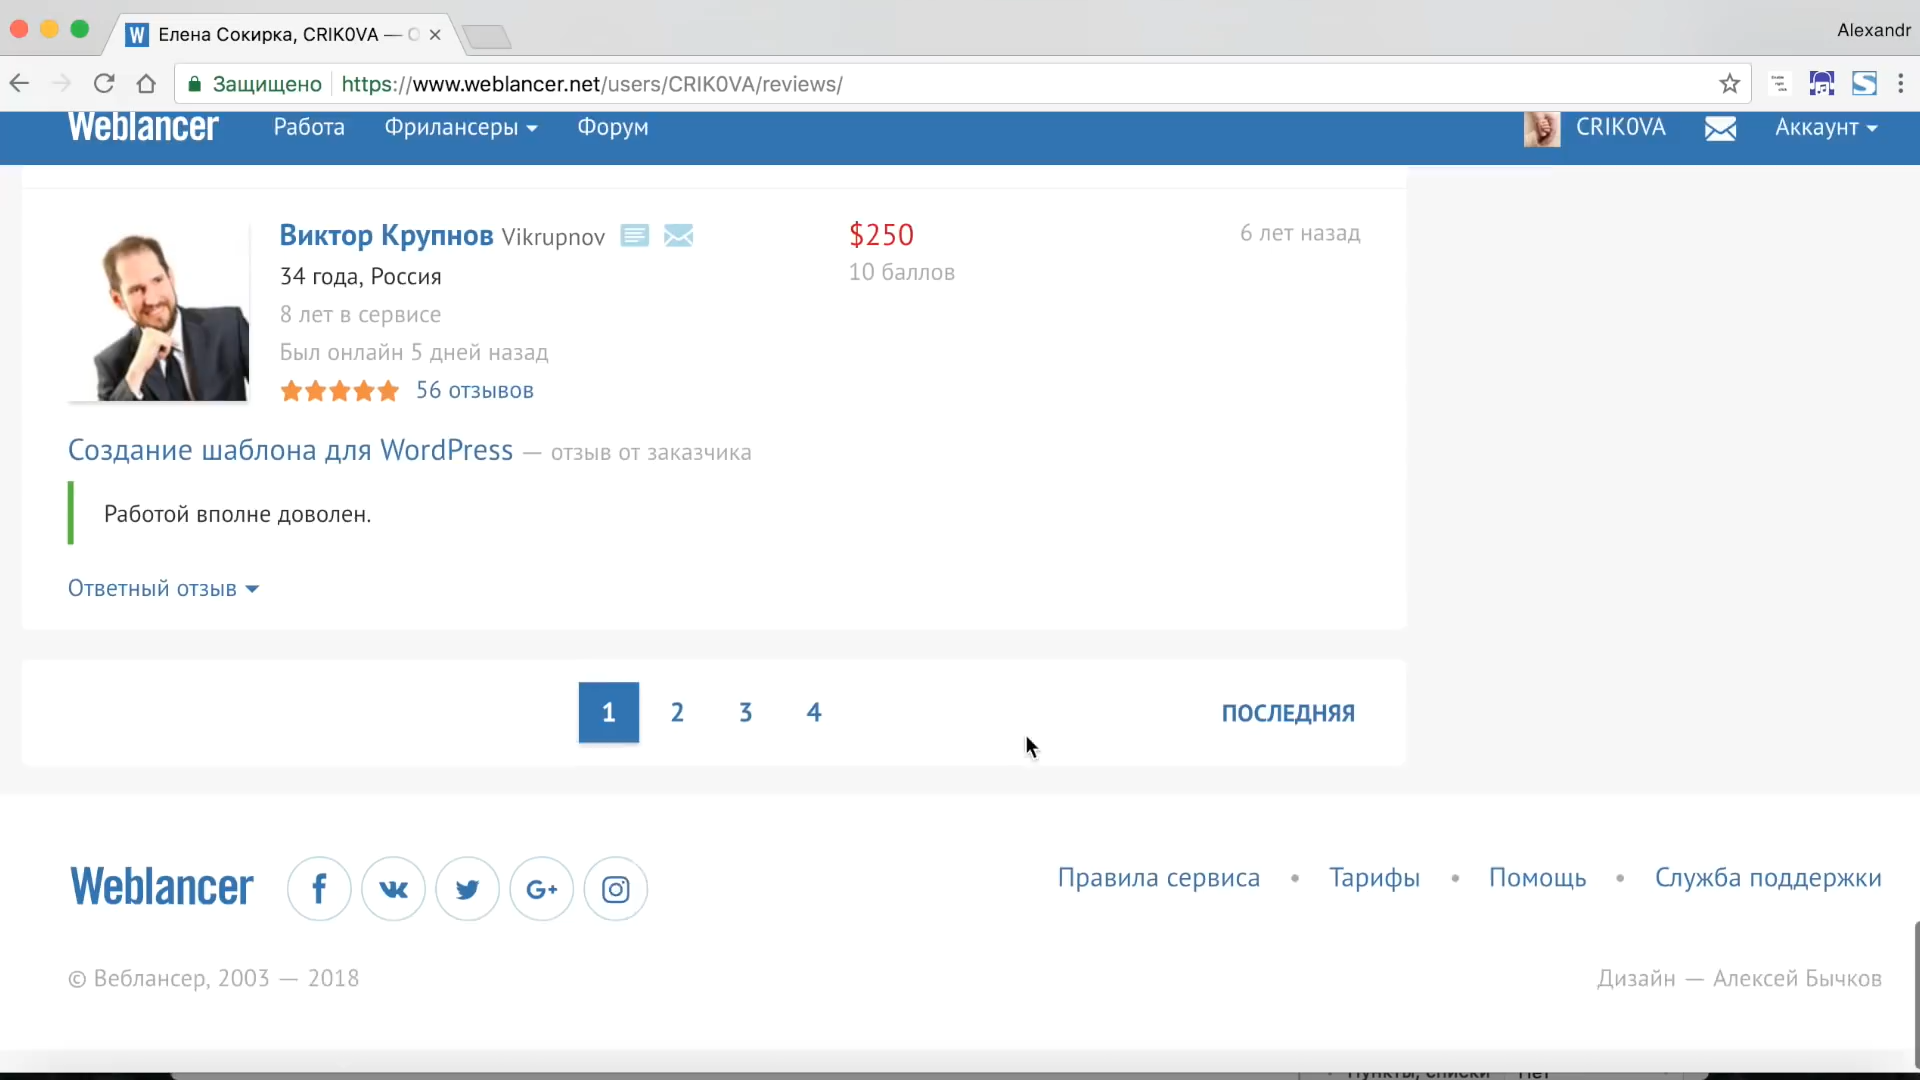 Елена Сокирка, CRIK0VA —
Alexandr
Защищено https://www.weblancer.net/users/CRIK0VA/reviews/
Weblancer Работа Фрилансеры Форум CRIK0VA Аккаунт
Виктор Крупнов Vikrupnov $250 6 лет назад
34 года, Россия 10 баллов
8 лет в сервисе
Был онлайн 5 дней назад
56 отзывов
Создание шаблона для WordPress — отзыв от заказчика
Работой вполне доволен.
Ответный отзыв
1 2 3 4 ПОСЛЕДНЯЯ
Weblancer Правила сервиса • Тарифы • Помощь • Служба поддержки
© Веблансер, 2003 — 2018 Дизайн — Алексей Бычков